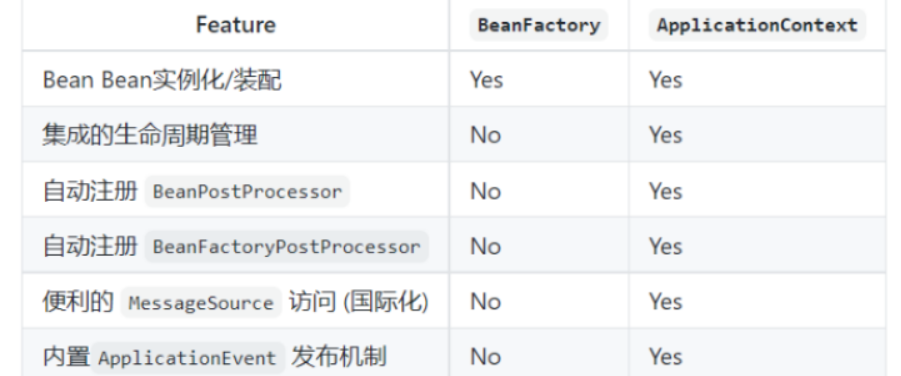 Feature BeanFactory ApplicationContext
Bean Bean实例化/装配 Yes Yes
集成的生命周期管理 No Yes
自动注册 BeanPostProcessor No Yes
自动注册 BeanFactoryPostProcessor No Yes
便利的 MessageSource 访问 (国际化) No Yes
内置 ApplicationEvent 发布机制 No Yes